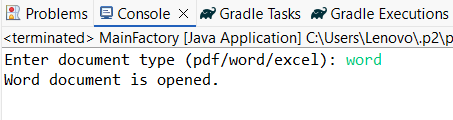 Problems Console Gradle Tasks Gradle Executions
<terminated> MainFactory [Java Application] C:\Users\Lenovo\.p2\p
Enter document type (pdf/word/excel): word
Word document is opened.